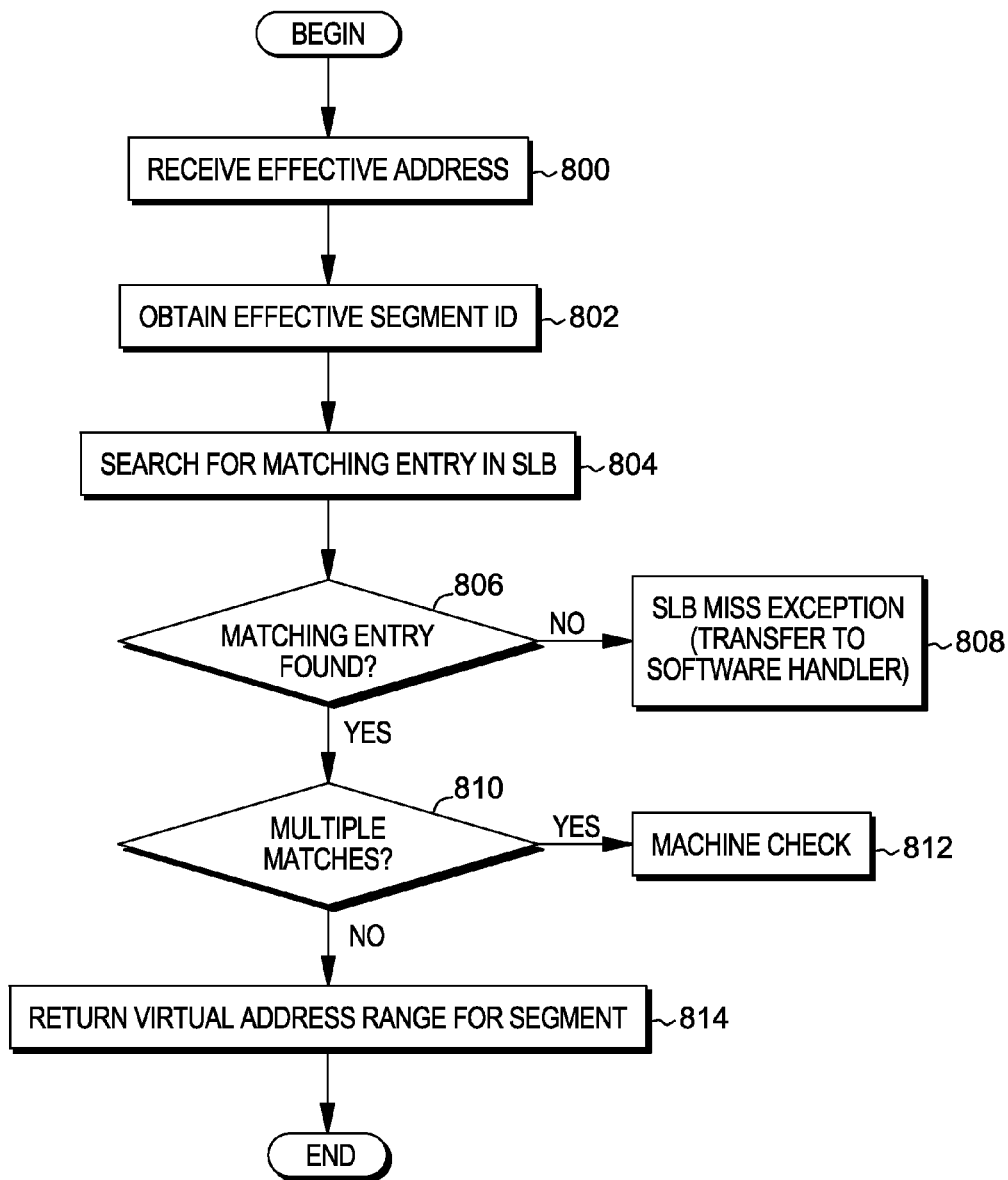 BEGIN
RECEIVE EFFECTIVE ADDRESS
800
OBTAIN EFFECTIVE SEGMENT ID
802
SEARCH FOR MATCHING ENTRY IN SLB
804
806
MATCHING ENTRY
FOUND?
NO
SLB MISS EXCEPTION
(TRANSFER TO
SOFTWARE HANDLER)
808
YES
810
MULTIPLE
MATCHES?
YES
MACHINE CHECK
812
NO
RETURN VIRTUAL ADDRESS RANGE FOR SEGMENT
814
END